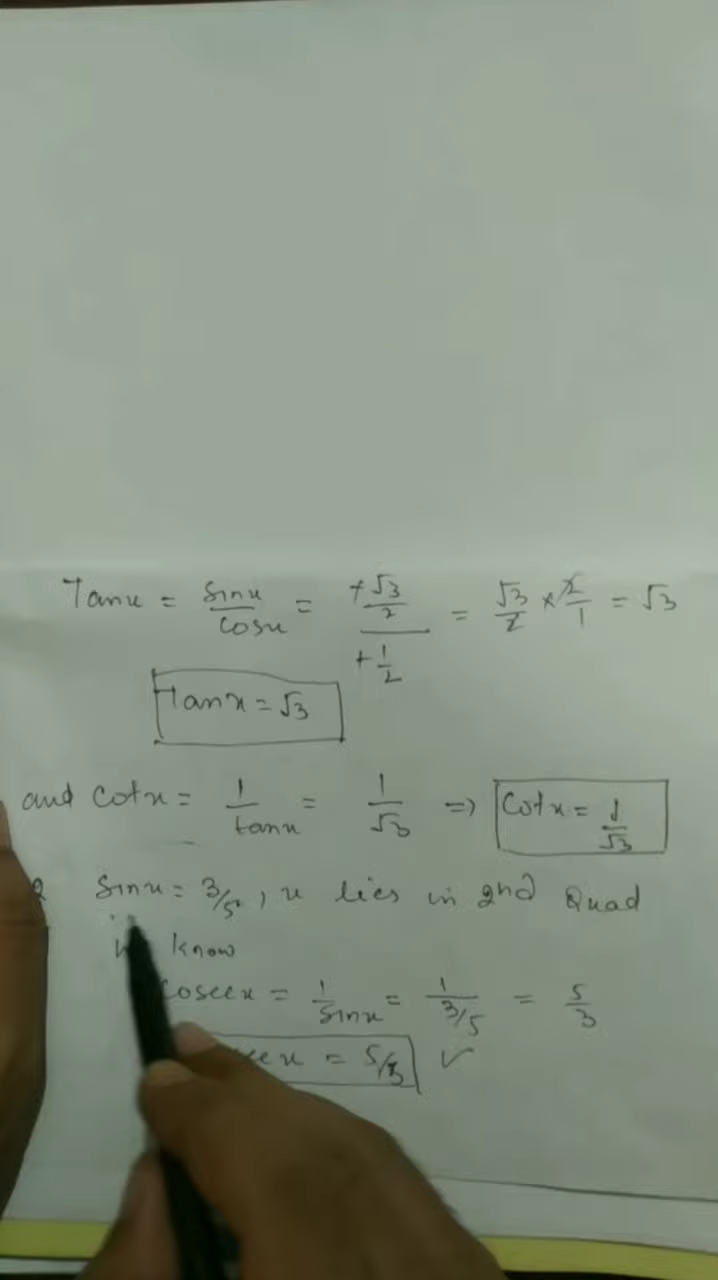 Tanx = sinx/cosx = +√3/2 / +1/2 = √3/2 × 2/1 = √3
tanx = √3
and Cotx = 1/tanx = 1/√3 => Cotx = 1/√3
Sinx = 3/5, x lies in 2nd Quad
know
Cosecx = 1/Sinx = 1/3/5 = 5/3
x = 5/3 ✓